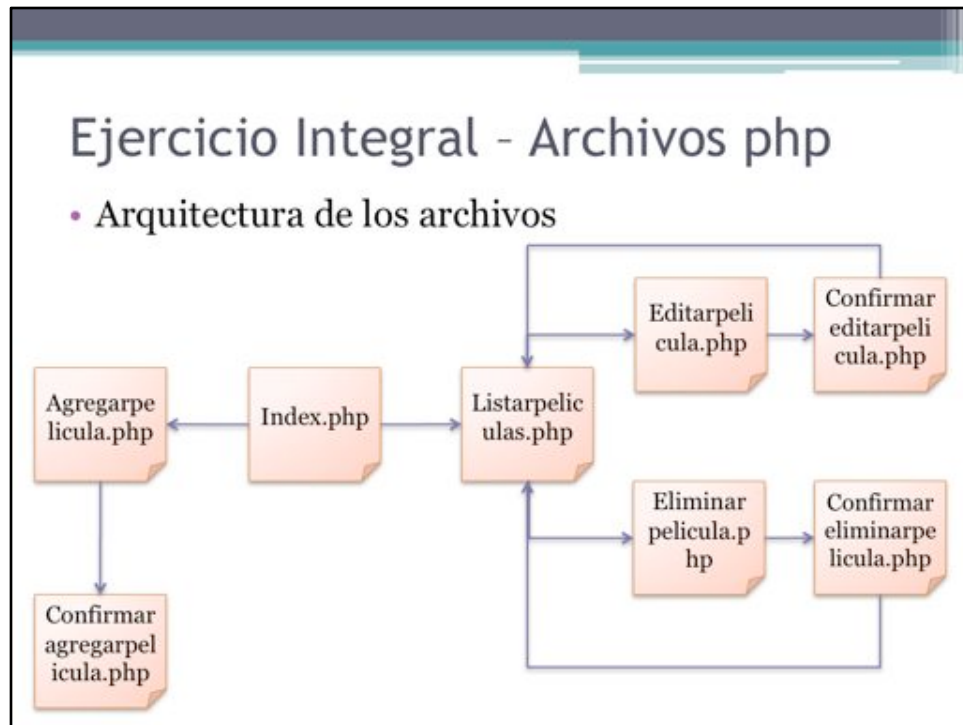 Ejercicio Integral – Archivos php
• Arquitectura de los archivos
Editarpeli
cula.php
Confirmar
editarpeli
cula.php
Agregarpe
licula.php
Index.php
Listarpelic
ulas.php
Eliminar
pelicula.p
hp
Confirmar
eliminarpe
licula.php
Confirmar
agregarpel
icula.php